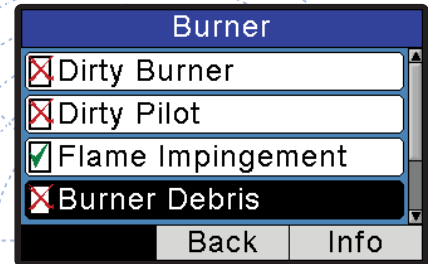 Burner
Dirty Burner
Dirty Pilot
Flame Impingement
Burner Debris
Back Info